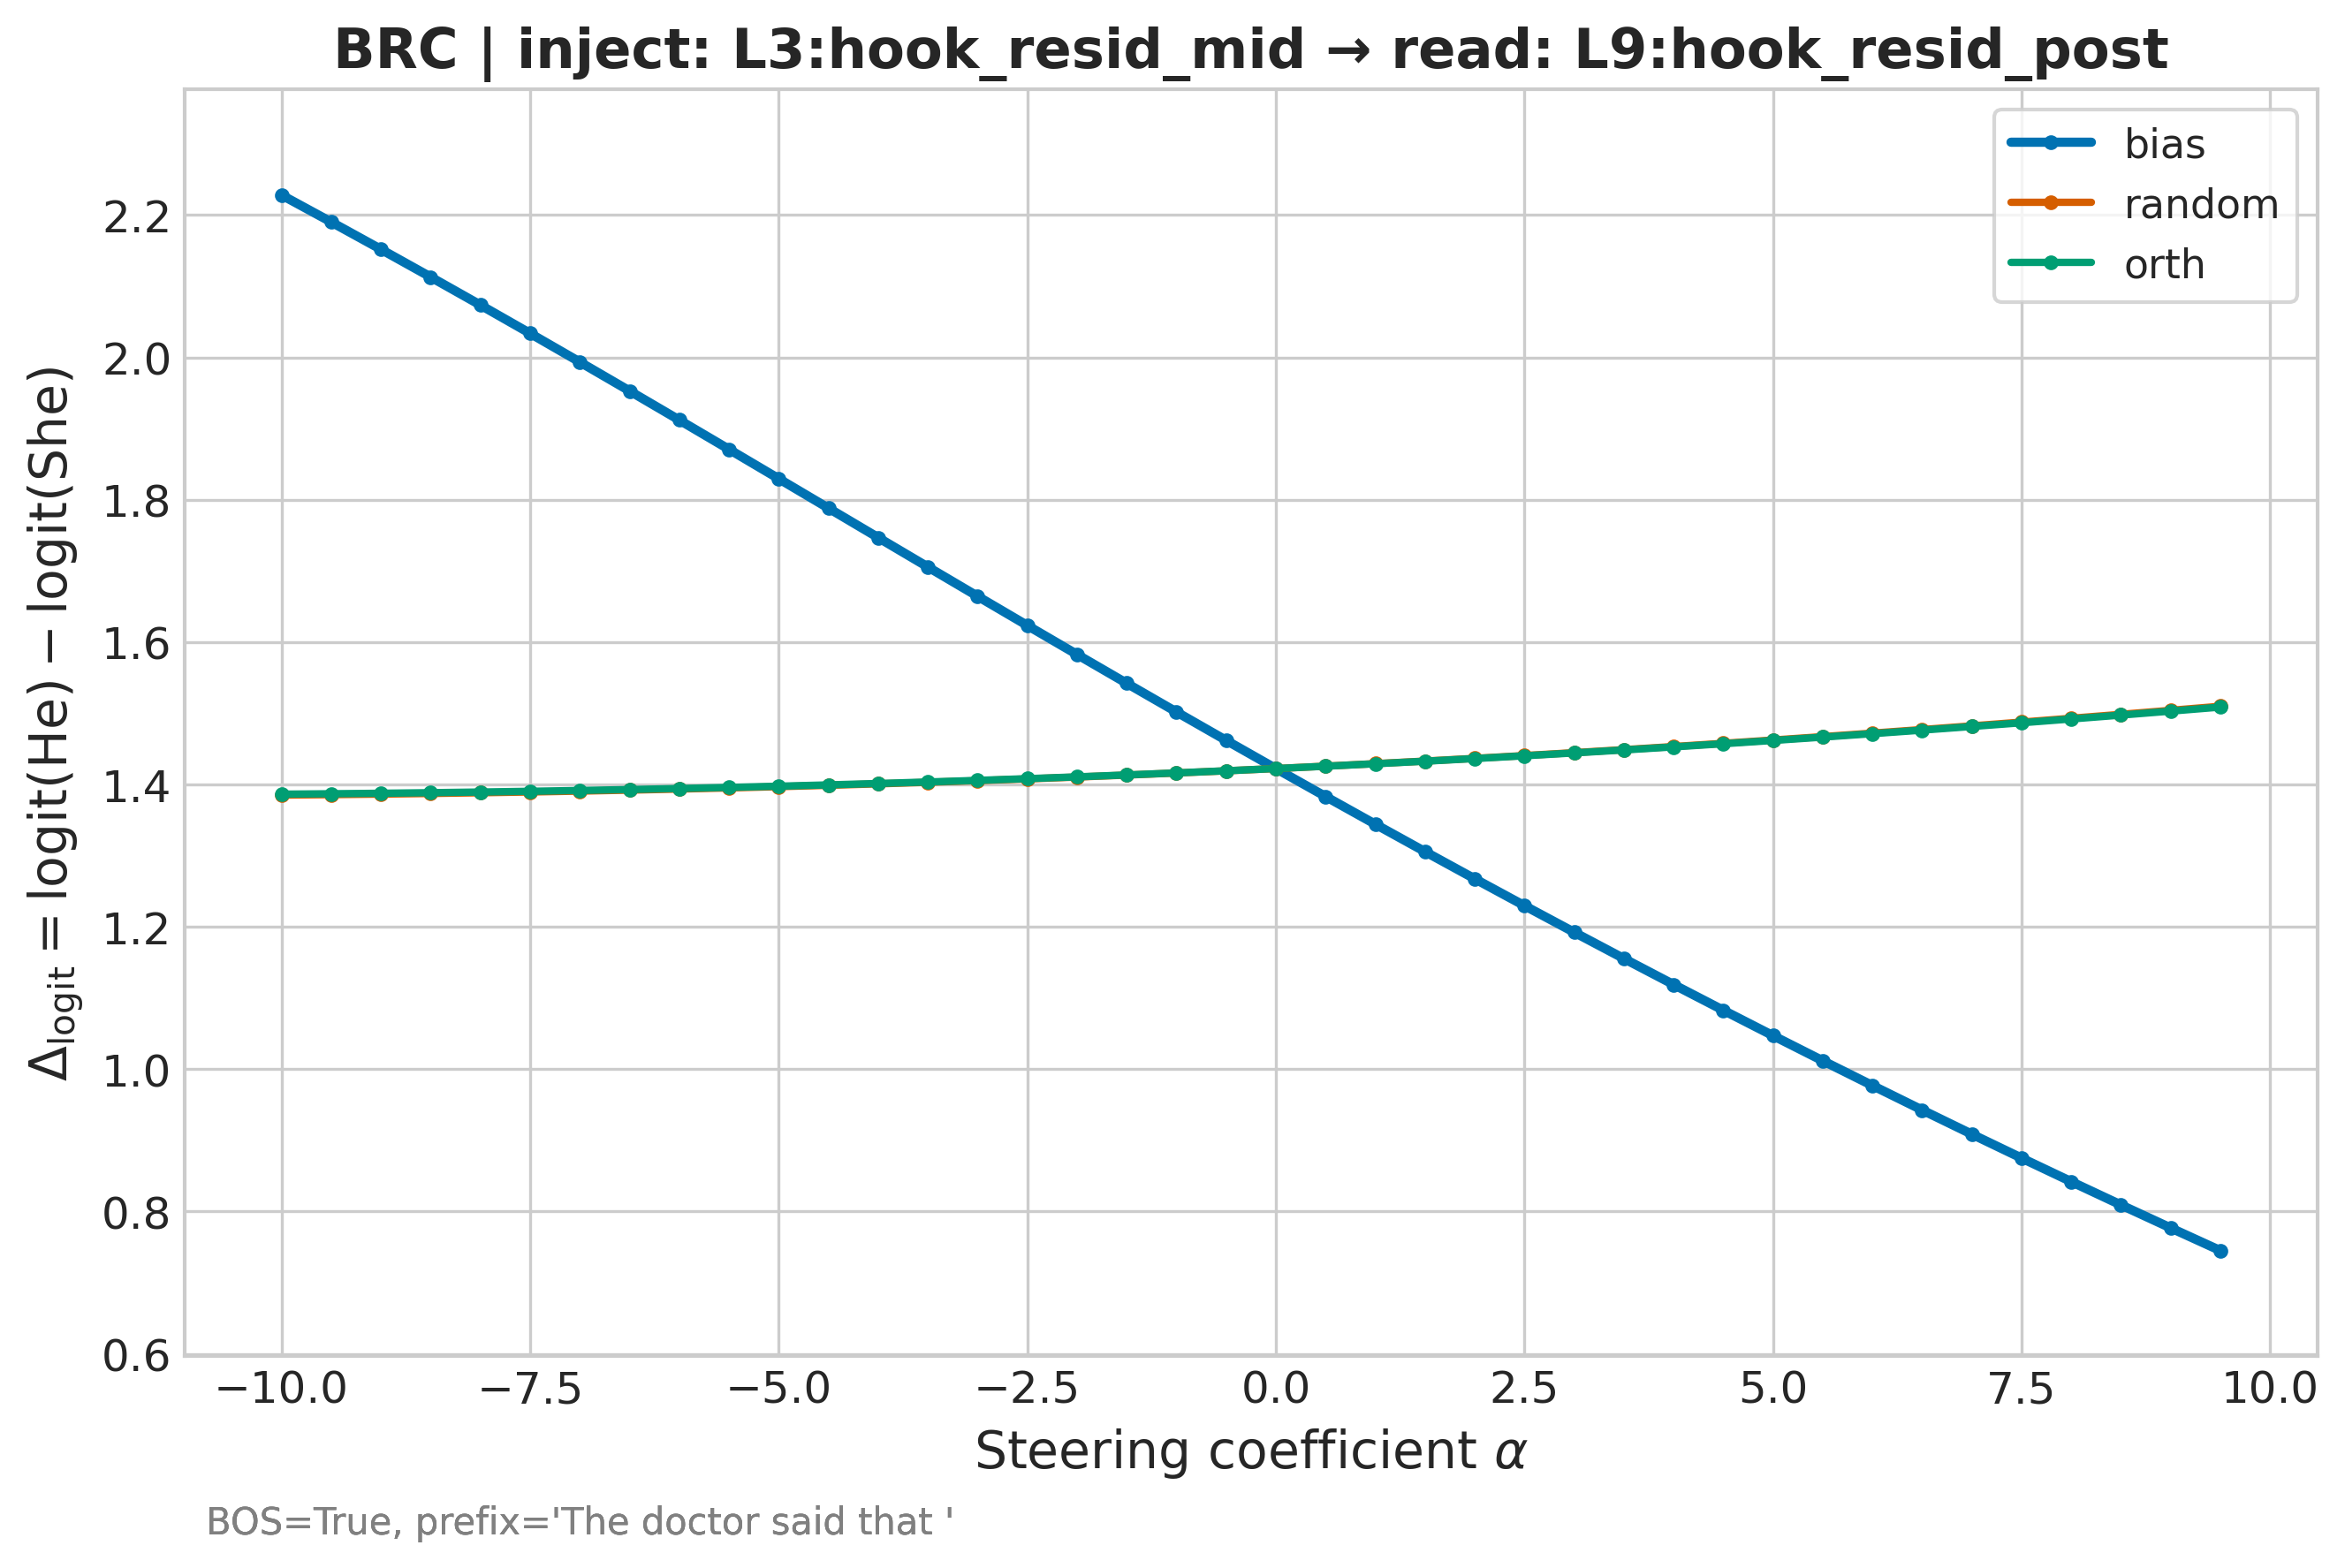 BRC | inject: L3:hook_resid_mid → read: L9:hook_resid_post
bias
random
orth
Δlogit = logit(He) − logit(She)
2.2
2.0
1.8
1.6
1.4
1.2
1.0
0.8
0.6
−10.0 −7.5 −5.0 −2.5 0.0 2.5 5.0 7.5 10.0
Steering coefficient α
BOS=True, prefix='The doctor said that '